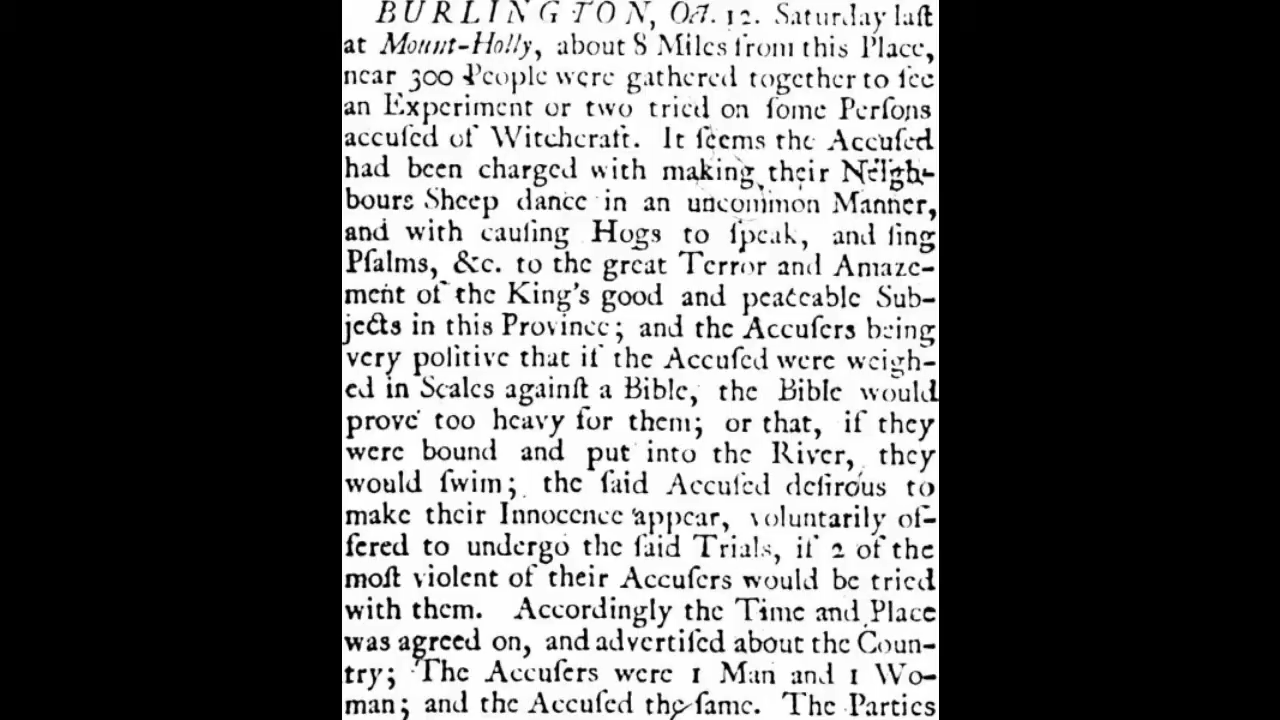 BURLINGTON, Oct. 12. Saturday laſt
at Mount-Holly, about 8 Miles from this Place,
near 300 People were gathered together to ſee
an Experiment or two tried on ſome Perſons
accuſed of Witchcraft. It ſeems the Accuſed
had been charged with making their Neigh-
bours Sheep dance in an uncommon Manner,
and with cauſing Hogs to ſpeak, and ſing
Pſalms, &c. to the great Terror and Amaze-
ment of the King's good and peaceable Sub-
jects in this Province; and the Accuſers being
very poſitive that if the Accuſed were weigh-
ed in Scales againſt a Bible, the Bible would
prove too heavy for them; or that, if they
were bound and put into the River, they
would ſwim; the ſaid Accuſed deſirous to
make their Innocence appear, voluntarily of-
fered to undergo the ſaid Trials, if 2 of the
moſt violent of their Accuſers would be tried
with them. Accordingly the Time and Place
was agreed on, and advertiſed about the Coun-
try; The Accuſers were 1 Man and 1 Wo-
man; and the Accuſed the ſame. The Parties